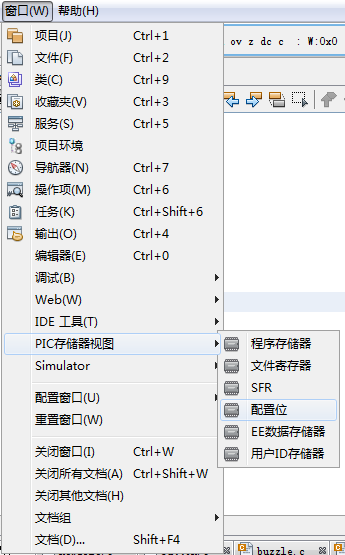 窗口(W) 帮助(H)
ov z dc c : W:0x0
项目(J) Ctrl+1
文件(F) Ctrl+2
类(C) Ctrl+9
收藏夹(V) Ctrl+3
服务(S) Ctrl+5
项目环境
导航器(N) Ctrl+7
操作项(M) Ctrl+6
任务(K) Ctrl+Shift+6
输出(O) Ctrl+4
编辑器(E) Ctrl+0
调试(B)
Web(W)
IDE 工具(T)
PIC存储器视图
Simulator
配置窗口(U)
重置窗口(W)
关闭窗口(I) Ctrl+W
关闭所有文档(A) Ctrl+Shift+W
关闭其他文档(H)
文档组
文档(D)... Shift+F4
程序存储器
文件寄存器
SFR
配置位
EE数据存储器
用户ID存储器
buzzle.c